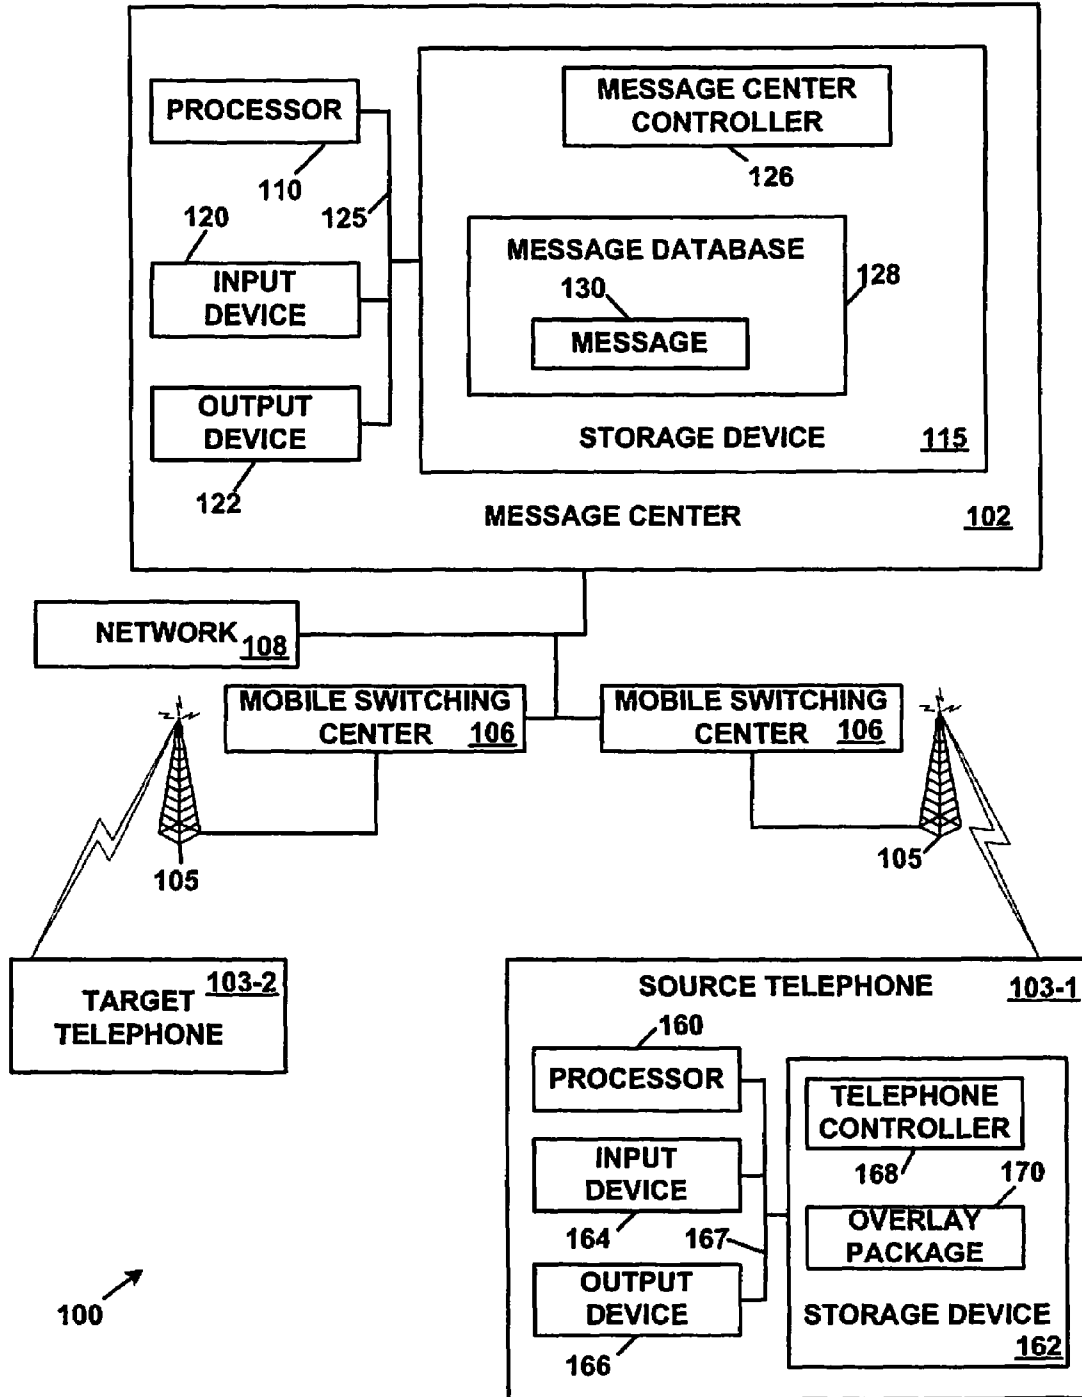 PROCESSOR
110
125
120
INPUT
DEVICE
OUTPUT
DEVICE
122
MESSAGE CENTER
CONTROLLER
126
MESSAGE DATABASE
128
130
MESSAGE
STORAGE DEVICE
115
MESSAGE CENTER
102
NETWORK
108
MOBILE SWITCHING
CENTER 106
MOBILE SWITCHING
CENTER 106
105
105
103-2
TARGET
TELEPHONE
SOURCE TELEPHONE
103-1
160
PROCESSOR
INPUT
DEVICE
164
167
OUTPUT
DEVICE
166
TELEPHONE
CONTROLLER
168
170
OVERLAY
PACKAGE
STORAGE DEVICE
162
100